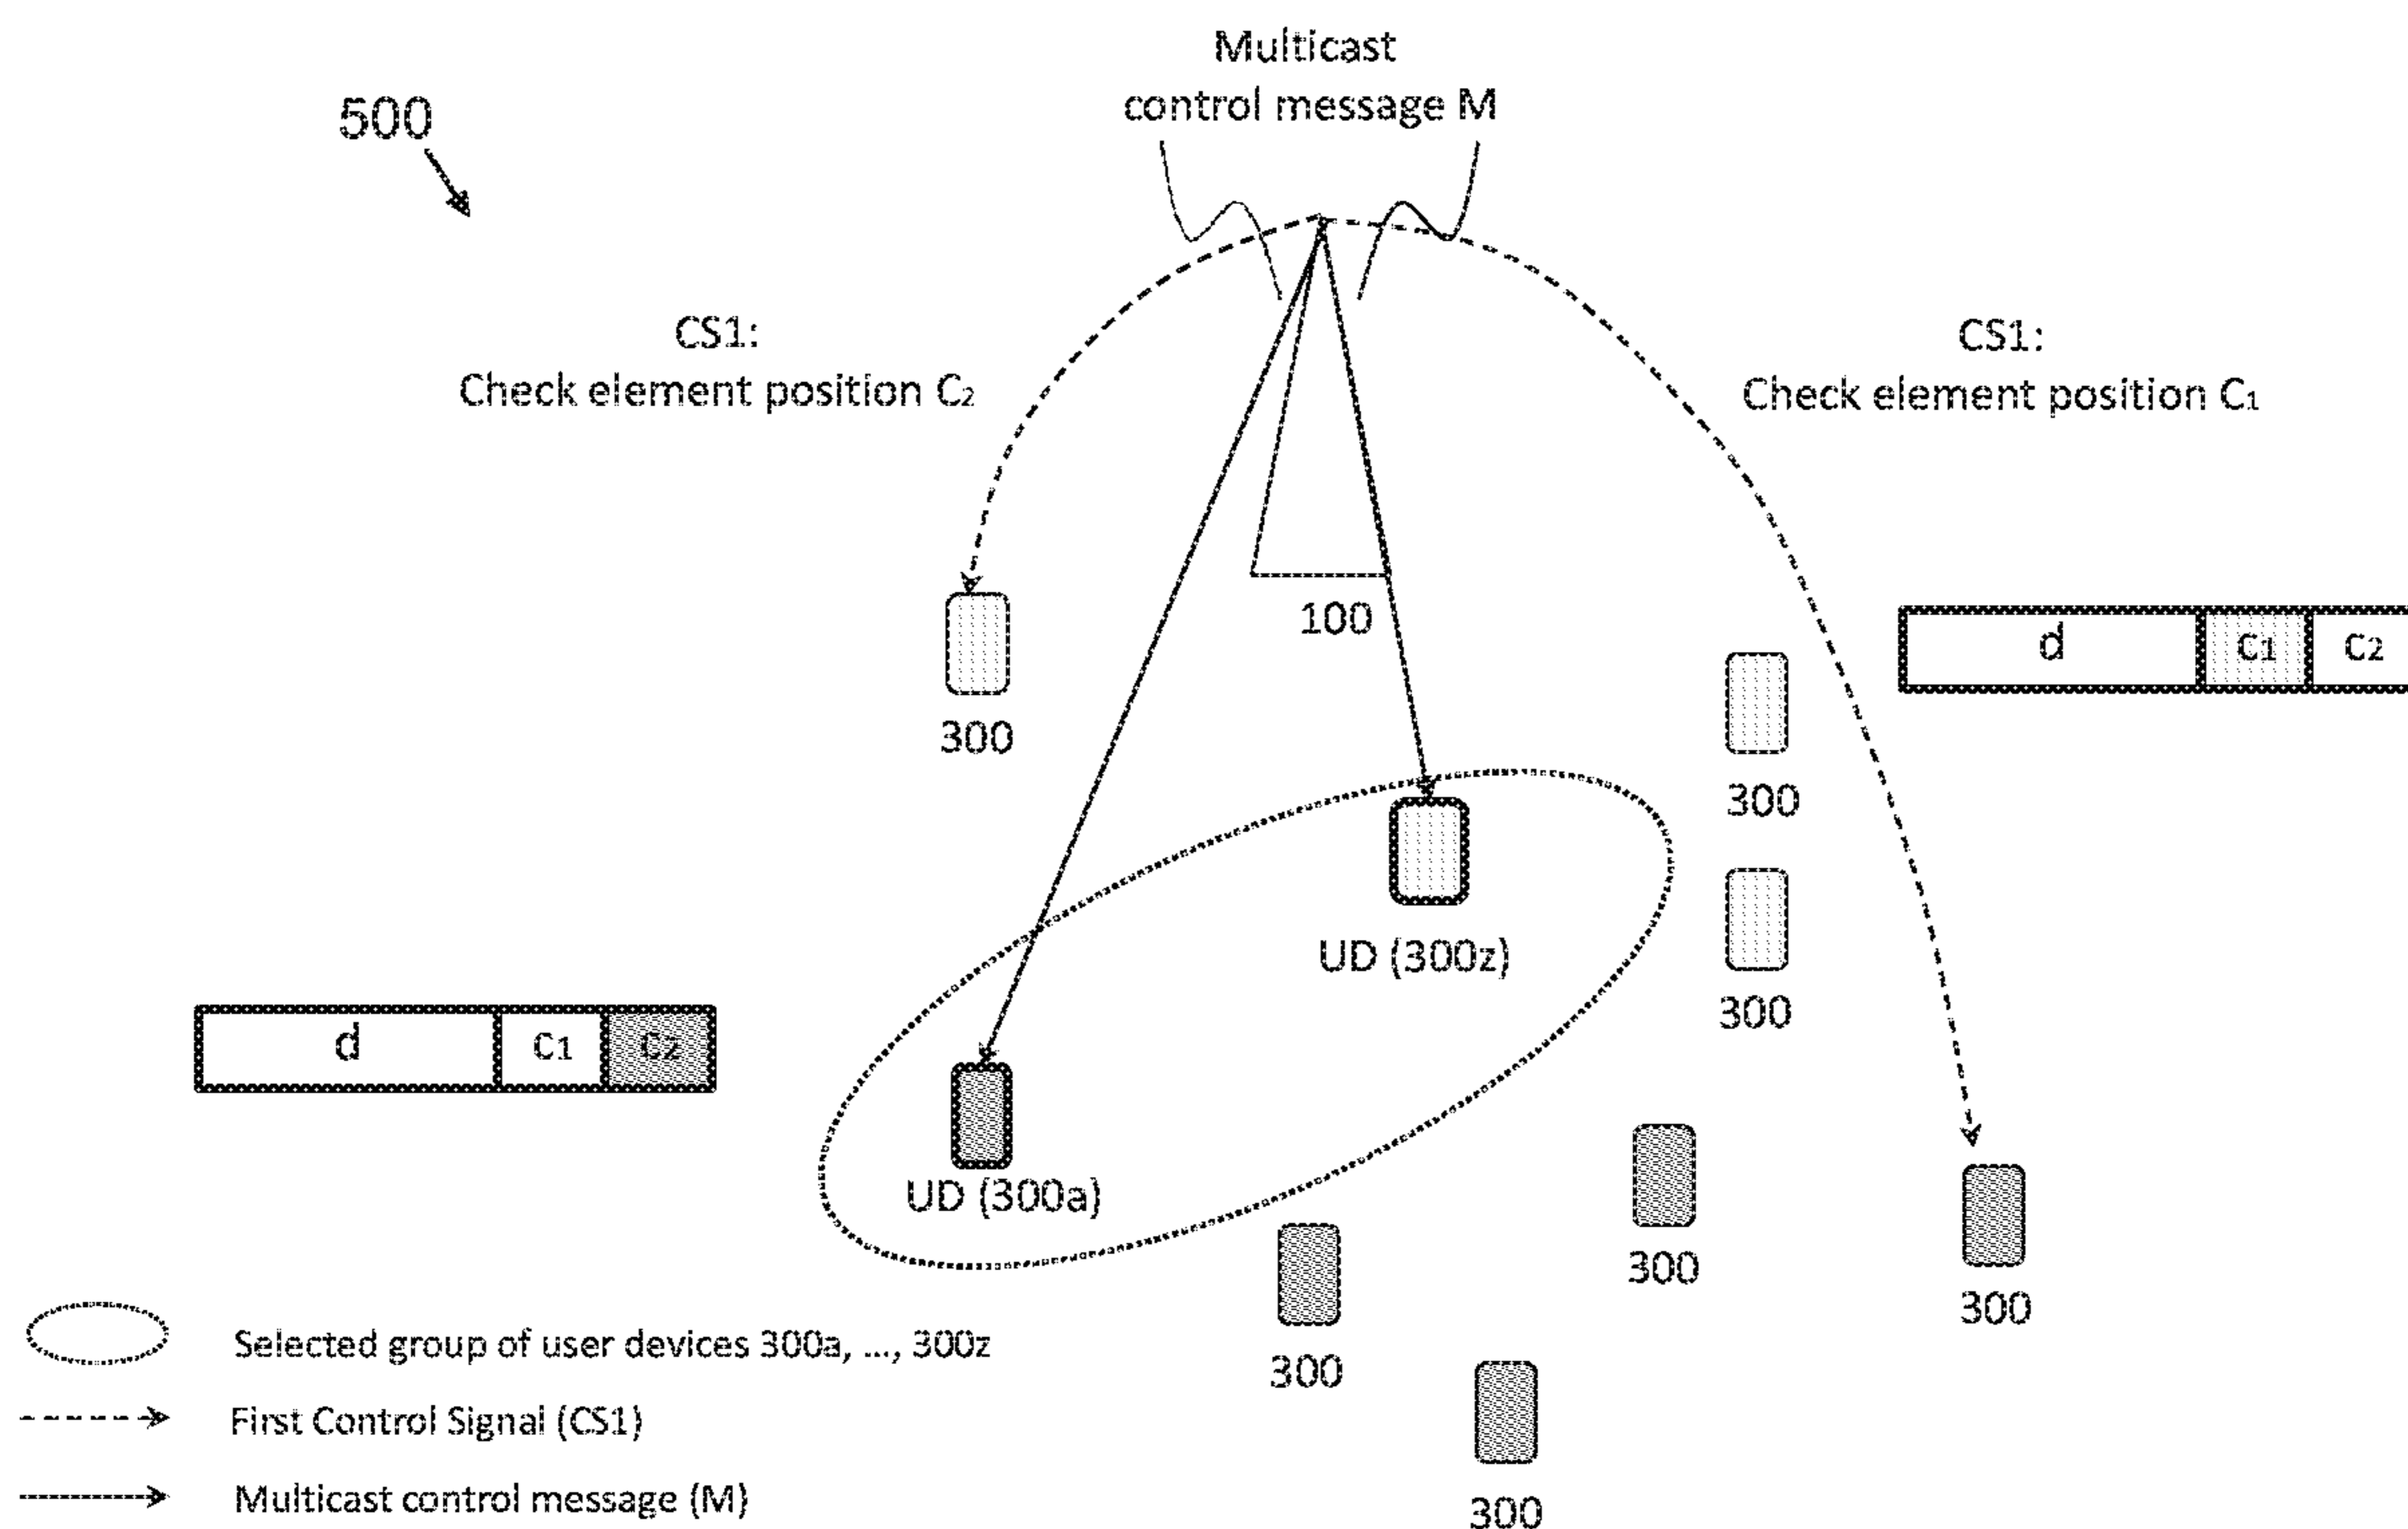 Multicast
control message M
500
CS1:
Check element position C2
CS1:
Check element position C1
100
300
d C1 C2
300
300
UD (300z)
300
d C1 C2
UD (300a)
300
300
300
300
Selected group of user devices 300a, ..., 300z
First Control Signal (CS1)
Multicast control message (M)